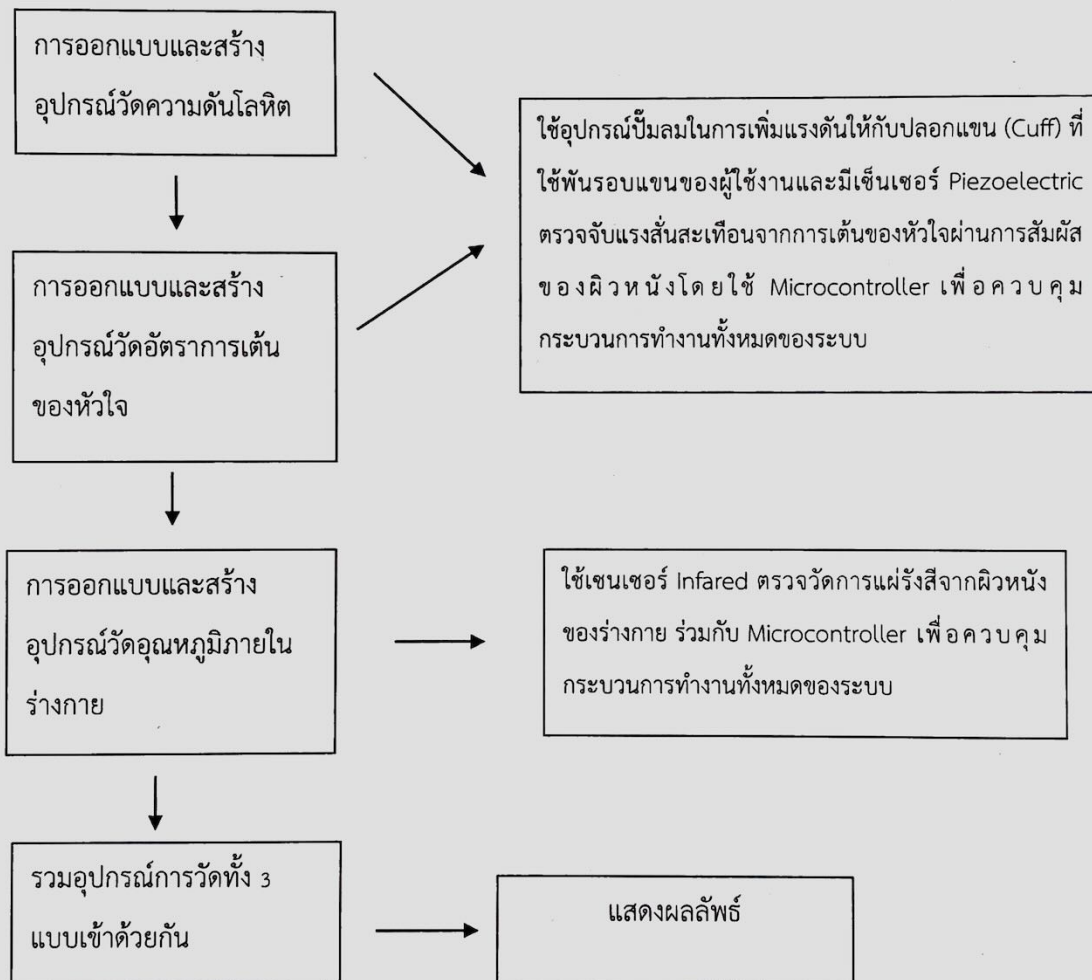 การออกแบบและสร้าง
อุปกรณ์วัดความดันโลหิต
ใช้อุปกรณ์ปั๊มลมในการเพิ่มแรงดันให้กับปลอกแขน (Cuff) ที่
ใช้พันรอบแขนของผู้ใช้งานและมีเซ็นเซอร์ Piezoelectric
ตรวจจับแรงสั่นสะเทือนจากการเต้นของหัวใจผ่านการสัมผัส
ของผิวหนังโดยใช้ Microcontroller เพื่อควบคุม
กระบวนการทำงานทั้งหมดของระบบ
การออกแบบและสร้าง
อุปกรณ์วัดอัตราการเต้น
ของหัวใจ
การออกแบบและสร้าง
อุปกรณ์วัดอุณหภูมิภายใน
ร่างกาย
ใช้เซนเซอร์ Infared ตรวจวัดการแผ่รังสีจากผิวหนัง
ของร่างกาย ร่วมกับ Microcontroller เพื่อควบคุม
กระบวนการทำงานทั้งหมดของระบบ
รวมอุปกรณ์การวัดทั้ง 3
แบบเข้าด้วยกัน
แสดงผลลัพธ์